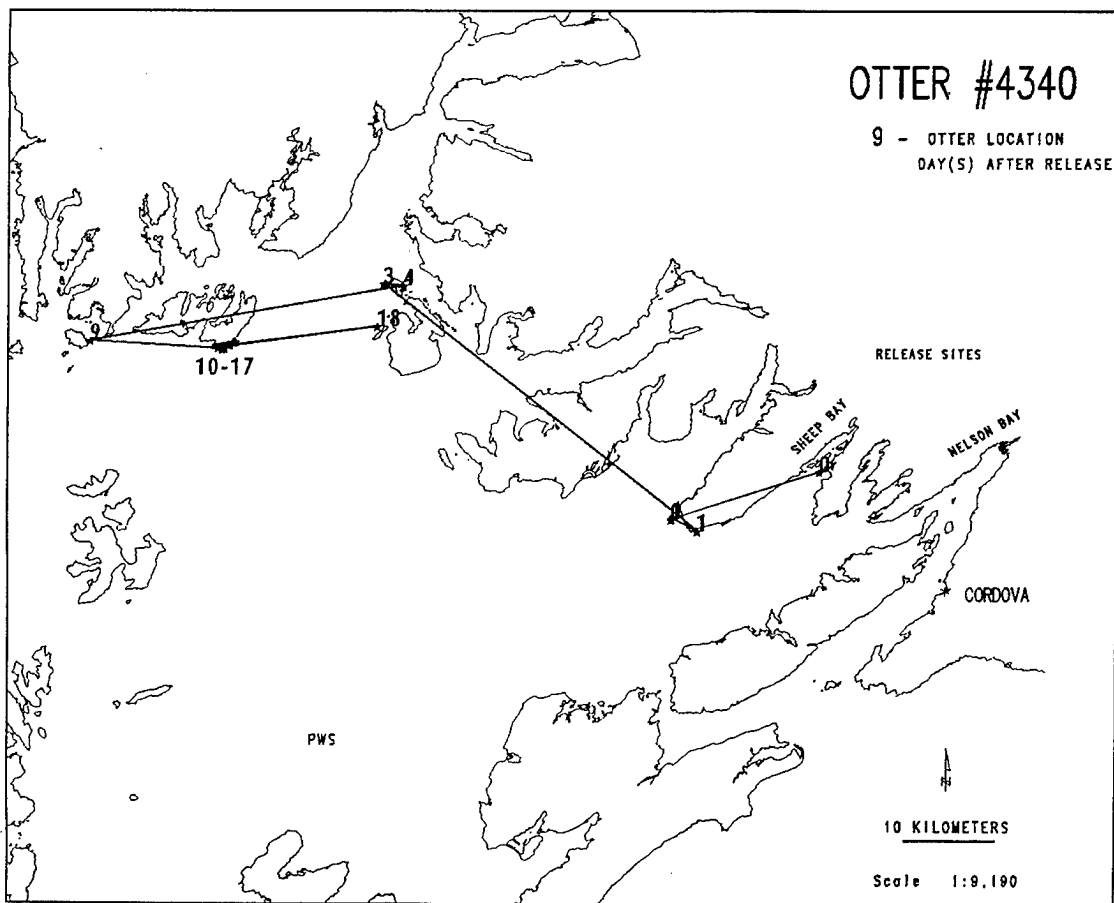 OTTER #4340
9 - OTTER LOCATION
DAY(S) AFTER RELEASE
3 4
9
18
10-17
RELEASE SITES
SHEEP BAY
NELSON BAY
0
1
CORDOVA
PWS
10 KILOMETERS
Scale 1:9,190